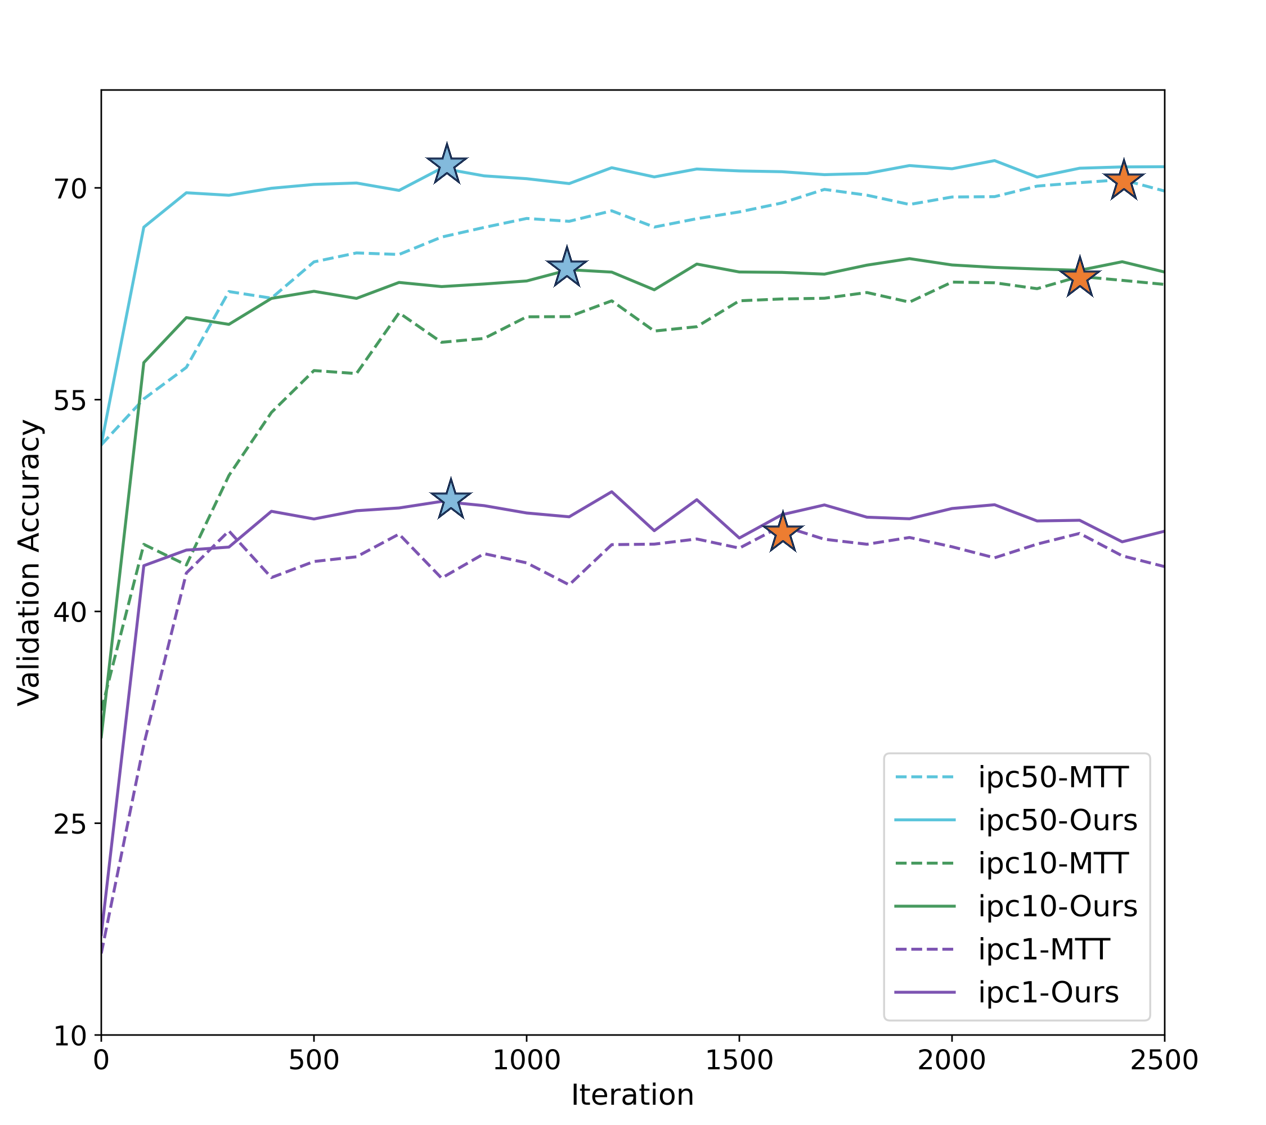 Validation Accuracy
70
55
40
25
10
0 500 1000 1500 2000 2500
Iteration
ipc50-MTT
ipc50-Ours
ipc10-MTT
ipc10-Ours
ipc1-MTT
ipc1-Ours